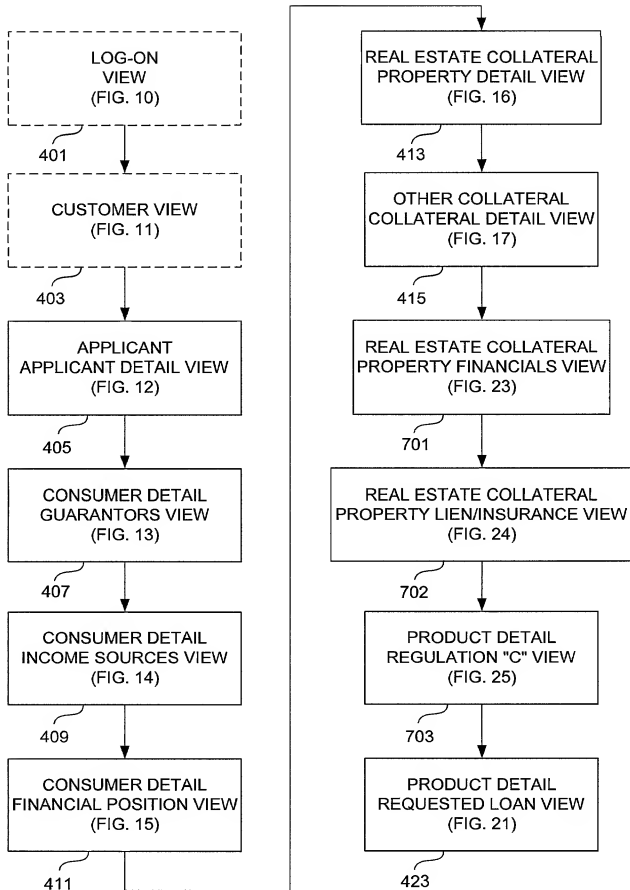 LOG-ON
VIEW
(FIG. 10)
401
CUSTOMER VIEW
(FIG. 11)
403
APPLICANT
APPLICANT DETAIL VIEW
(FIG. 12)
405
CONSUMER DETAIL
GUARANTORS VIEW
(FIG. 13)
407
CONSUMER DETAIL
INCOME SOURCES VIEW
(FIG. 14)
409
CONSUMER DETAIL
FINANCIAL POSITION VIEW
(FIG. 15)
411
REAL ESTATE COLLATERAL
PROPERTY DETAIL VIEW
(FIG. 16)
413
OTHER COLLATERAL
COLLATERAL DETAIL VIEW
(FIG. 17)
415
REAL ESTATE COLLATERAL
PROPERTY FINANCIALS VIEW
(FIG. 23)
701
REAL ESTATE COLLATERAL
PROPERTY LIEN/INSURANCE VIEW
(FIG. 24)
702
PRODUCT DETAIL
REGULATION "C" VIEW
(FIG. 25)
703
PRODUCT DETAIL
REQUESTED LOAN VIEW
(FIG. 21)
423